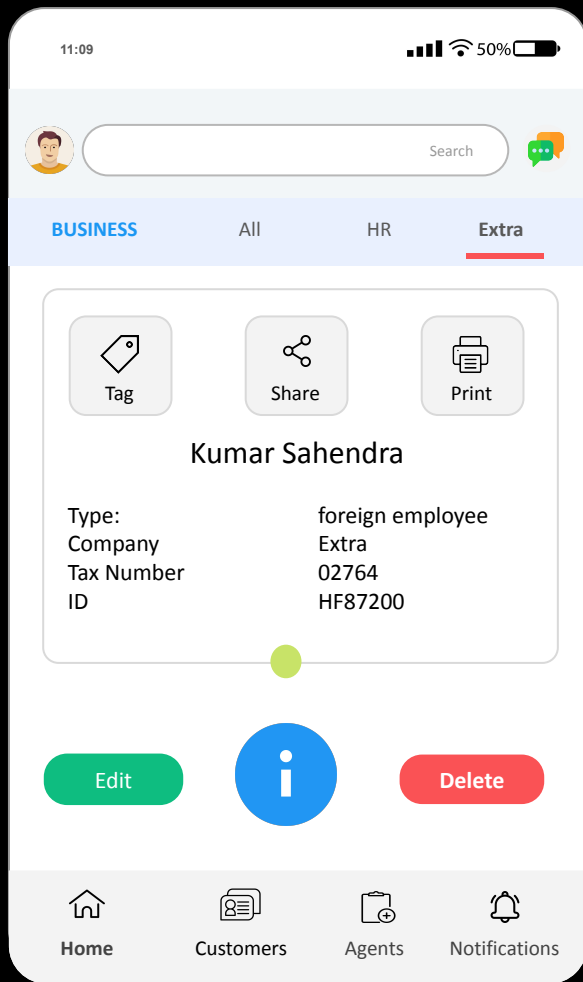 11:09 50%
Search
BUSINESS All HR Extra
Tag Share Print
Kumar Sahendra
Type: foreign employee
Company Extra
Tax Number 02764
ID HF87200
Edit i Delete
Home Customers Agents Notifications